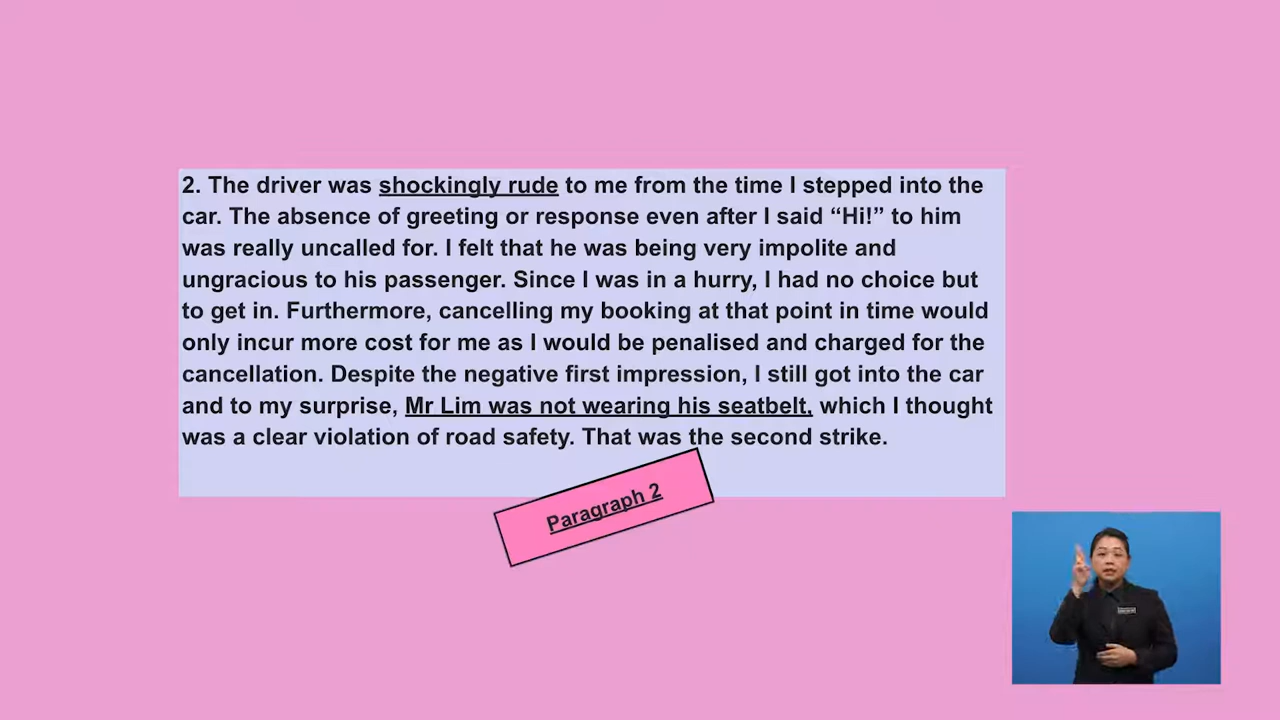 2. The driver was shockingly rude to me from the time I stepped into the
car. The absence of greeting or response even after I said “Hi!” to him
was really uncalled for. I felt that he was being very impolite and
ungracious to his passenger. Since I was in a hurry, I had no choice but
to get in. Furthermore, cancelling my booking at that point in time would
only incur more cost for me as I would be penalised and charged for the
cancellation. Despite the negative first impression, I still got into the car
and to my surprise, Mr Lim was not wearing his seatbelt, which I thought
was a clear violation of road safety. That was the second strike.
Paragraph 2